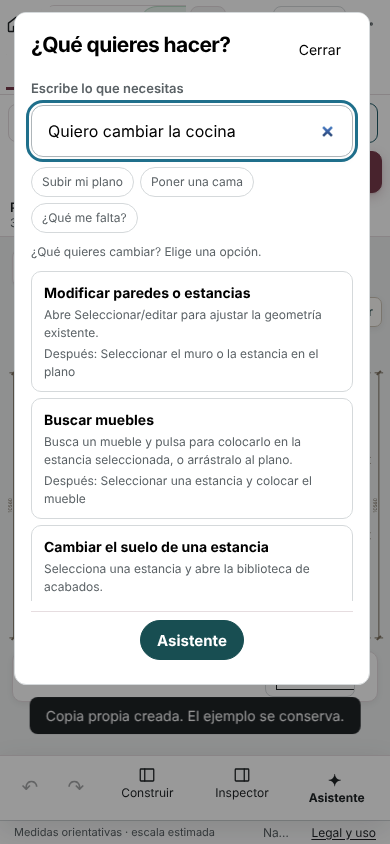 ¿Qué quieres hacer?
Cerrar
Escribe lo que necesitas
Quiero cambiar la cocina
Subir mi plano
Poner una cama
¿Qué me falta?
¿Qué quieres cambiar? Elige una opción.
Modificar paredes o estancias
Abre Seleccionar/editar para ajustar la geometría
existente.
Después: Seleccionar el muro o la estancia en el
plano
Buscar muebles
Busca un mueble y pulsa para colocarlo en la
estancia seleccionada, o arrástralo al plano.
Después: Seleccionar una estancia y colocar el
mueble
Cambiar el suelo de una estancia
Selecciona una estancia y abre la biblioteca de
acabados.
Asistente
Copia propia creada. El ejemplo se conserva.
Construir
Inspector
Asistente
Medidas orientativas · escala estimada
Na...
Legal y uso